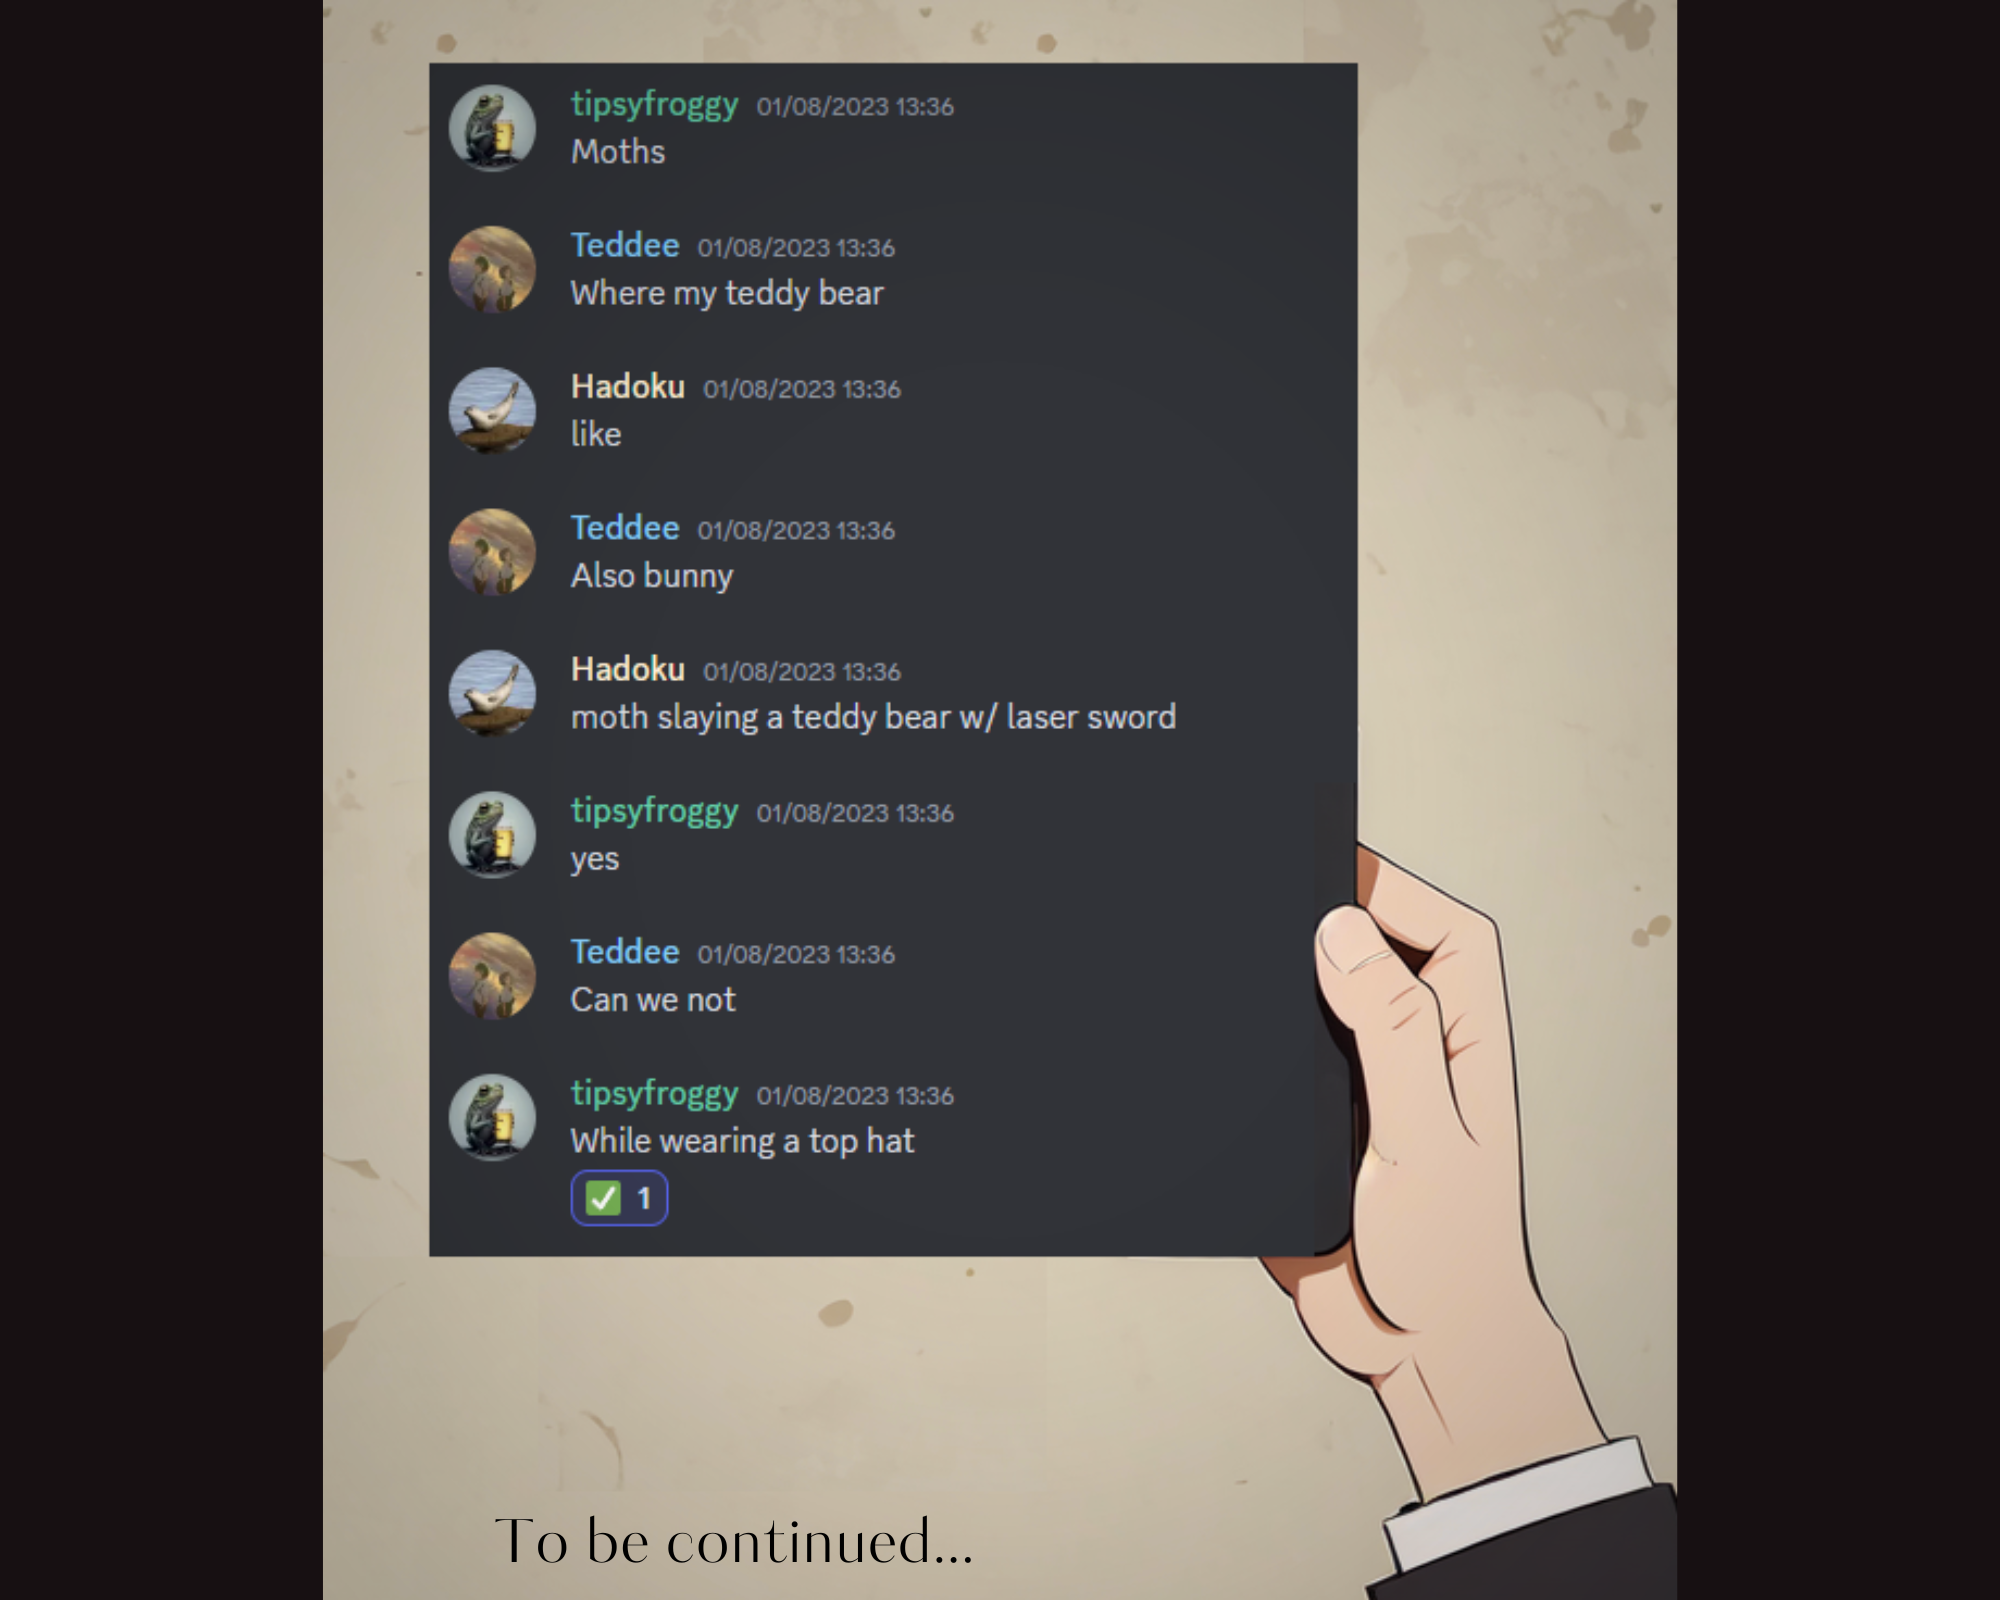 tipsyfroggy 01/08/2023 13:36
Moths
Teddee 01/08/2023 13:36
Where my teddy bear
Hadoku 01/08/2023 13:36
like
Teddee 01/08/2023 13:36
Also bunny
Hadoku 01/08/2023 13:36
moth slaying a teddy bear w/ laser sword
tipsyfroggy 01/08/2023 13:36
yes
Teddee 01/08/2023 13:36
Can we not
tipsyfroggy 01/08/2023 13:36
While wearing a top hat
✅ 1
To be continued...